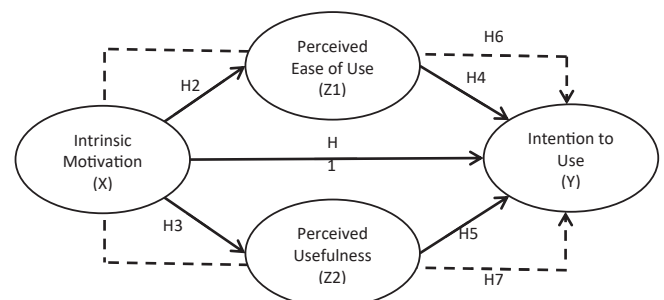 Perceived
Ease of Use
(Z1)
H6
H2
H4
Intrinsic
Motivation
(X)
H
1
Intention to
Use
(Y)
H3
Perceived
Usefulness
(Z2)
H5
H7